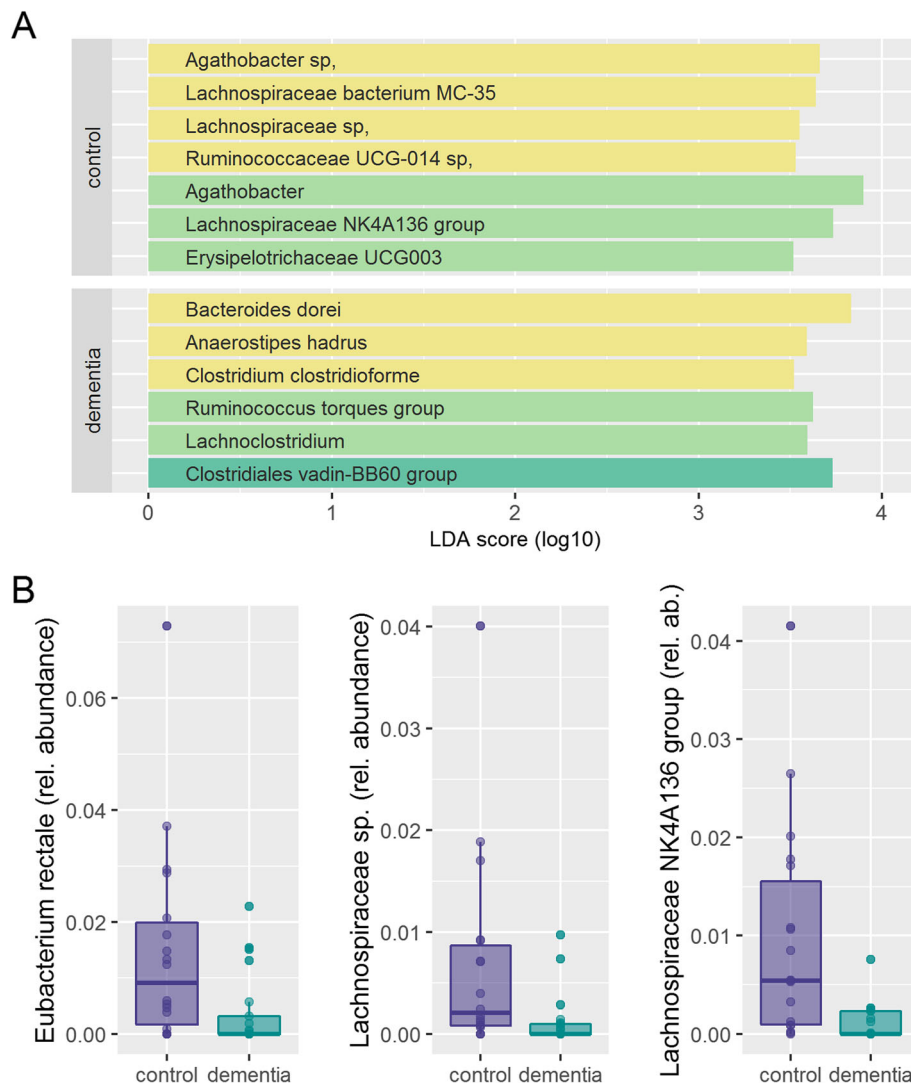 A
control
Agathobacter sp,
Lachnospiraceae bacterium MC-35
Lachnospiraceae sp,
Ruminococcaceae UCG-014 sp,
Agathobacter
Lachnospiraceae NK4A136 group
Erysipelotrichaceae UCG003
dementia
Bacteroides dorei
Anaerostipes hadrus
Clostridium clostridioforme
Ruminococcus torques group
Lachnoclostridium
Clostridiales vadin-BB60 group
0 1 2 3 4
LDA score (log10)
B
Eubacterium rectale (rel. abundance)
0.06
0.04
0.02
0.00
control dementia
Lachnospiraceae sp. (rel. abundance)
0.04
0.03
0.02
0.01
0.00
control dementia
Lachnospiraceae NK4A136 group (rel. ab.)
0.04
0.03
0.02
0.01
0.00
control dementia